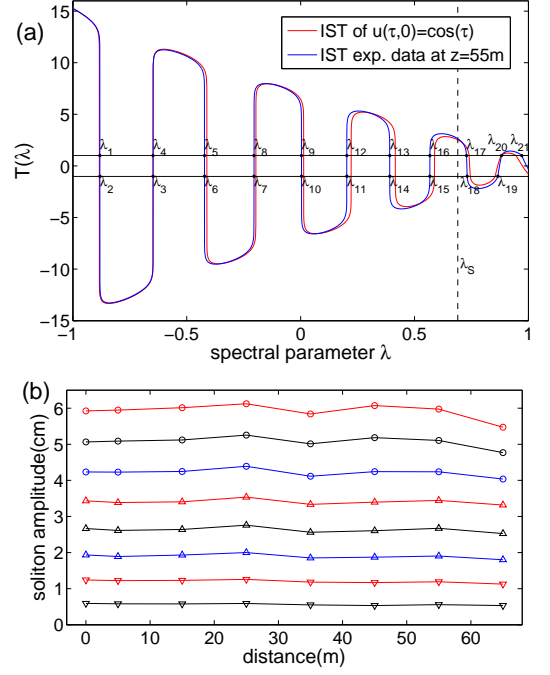 (a)
IST of u(τ,0)=cos(τ)
IST exp. data at z=55m
T(λ)
15
10
5
0
−5
−10
−15
λ1 λ4 λ5 λ8 λ9 λ12 λ13 λ16 λ17 λ20 λ21
λ2 λ3 λ6 λ7 λ10 λ11 λ14 λ15 λ18 λ19
λS
−1 −0.5 0 0.5 1
spectral parameter λ
(b)
soliton amplitude(cm)
6
5
4
3
2
1
0
0 10 20 30 40 50 60
distance(m)